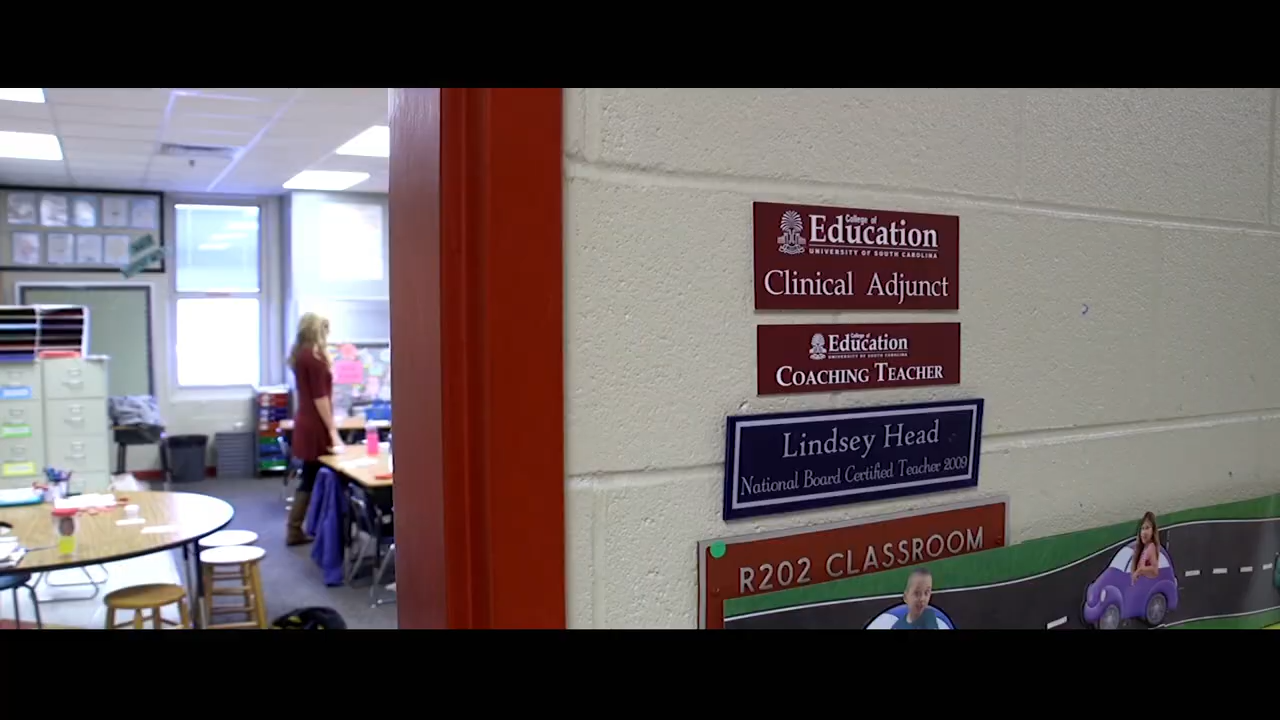 College of
Education
UNIVERSITY OF SOUTH CAROLINA
Clinical Adjunct
College of
Education
UNIVERSITY OF SOUTH CAROLINA
COACHING TEACHER
Lindsey Head
National Board Certified Teacher 2009
R202 CLASSROOM